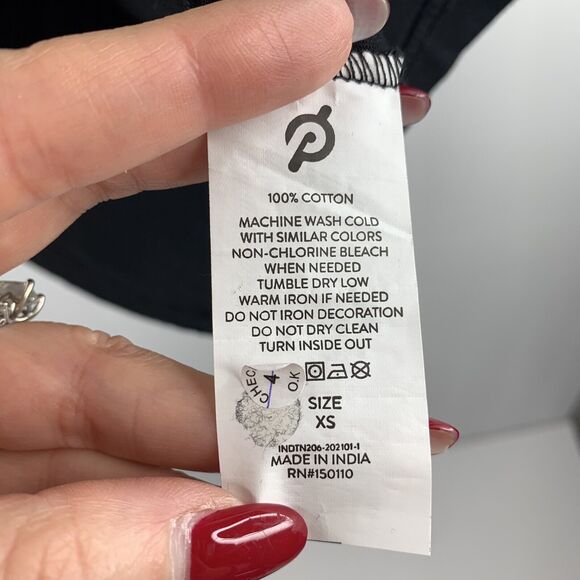 100% COTTON
MACHINE WASH COLD
WITH SIMILAR COLORS
NON-CHLORINE BLEACH
WHEN NEEDED
TUMBLE DRY LOW
WARM IRON IF NEEDED
DO NOT IRON DECORATION
DO NOT DRY CLEAN
TURN INSIDE OUT
4
O.K
SIZE
XS
INDTN206-202101-1
MADE IN INDIA
RN#150110